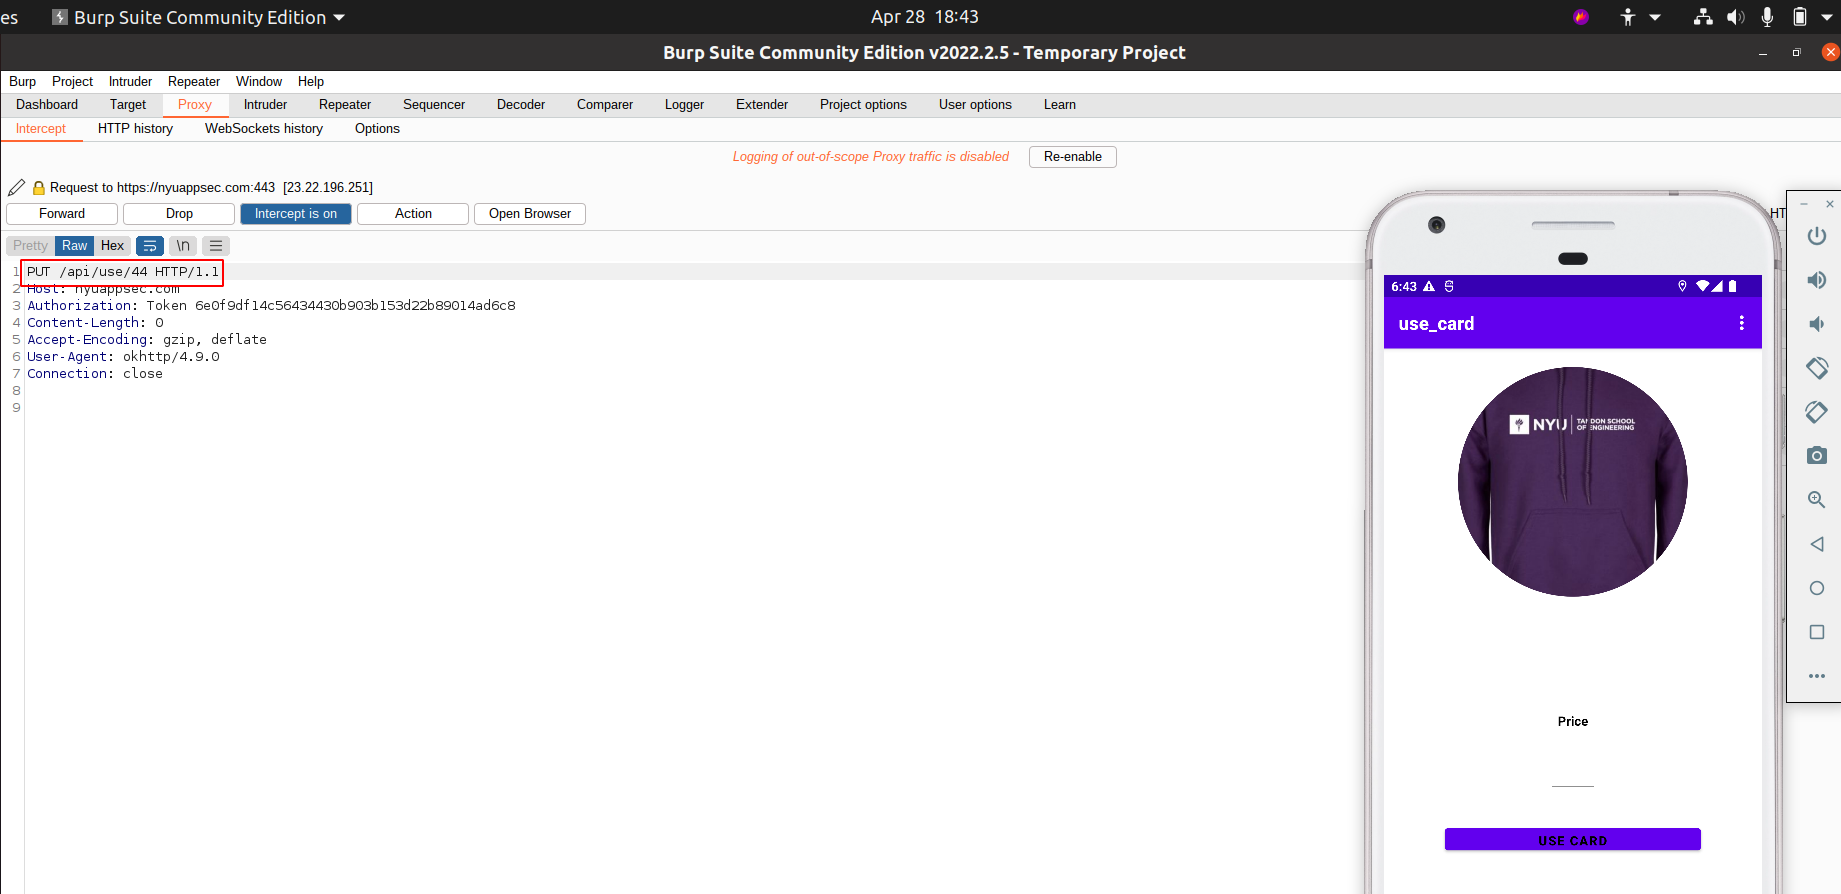 es Burp Suite Community Edition Apr 28 18:43
Burp Suite Community Edition v2022.2.5 - Temporary Project
Burp Project Intruder Repeater Window Help
Dashboard Target Proxy Intruder Repeater Sequencer Decoder Comparer Logger Extender Project options User options Learn
Intercept HTTP history WebSockets history Options
Logging of out-of-scope Proxy traffic is disabled Re-enable
Request to https://nyuappsec.com:443 [23.22.196.251]
Forward Drop Intercept is on Action Open Browser HT
Pretty Raw Hex \n
1 PUT /api/use/44 HTTP/1.1
2 Host: nyuappsec.com
3 Authorization: Token 6e0f9df14c56434430b903b153d22b89014ad6c8
4 Content-Length: 0
5 Accept-Encoding: gzip, deflate
6 User-Agent: okhttp/4.9.0
7 Connection: close
8
9
6:43
use_card
NYU TANDON SCHOOL
OF ENGINEERING
Price
USE CARD